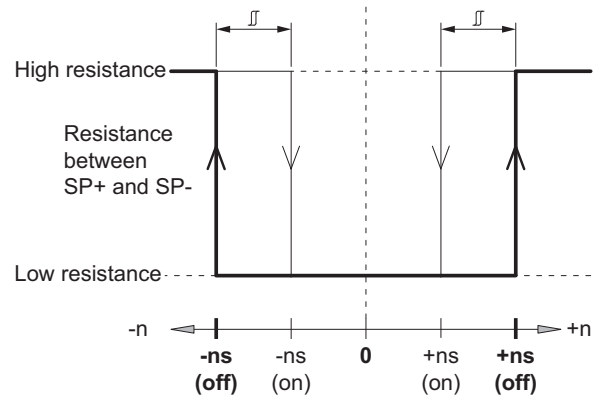 High resistance
Resistance
between
SP+ and SP-
Low resistance
-n +n
-ns -ns 0 +ns +ns
(off) (on) (on) (off)